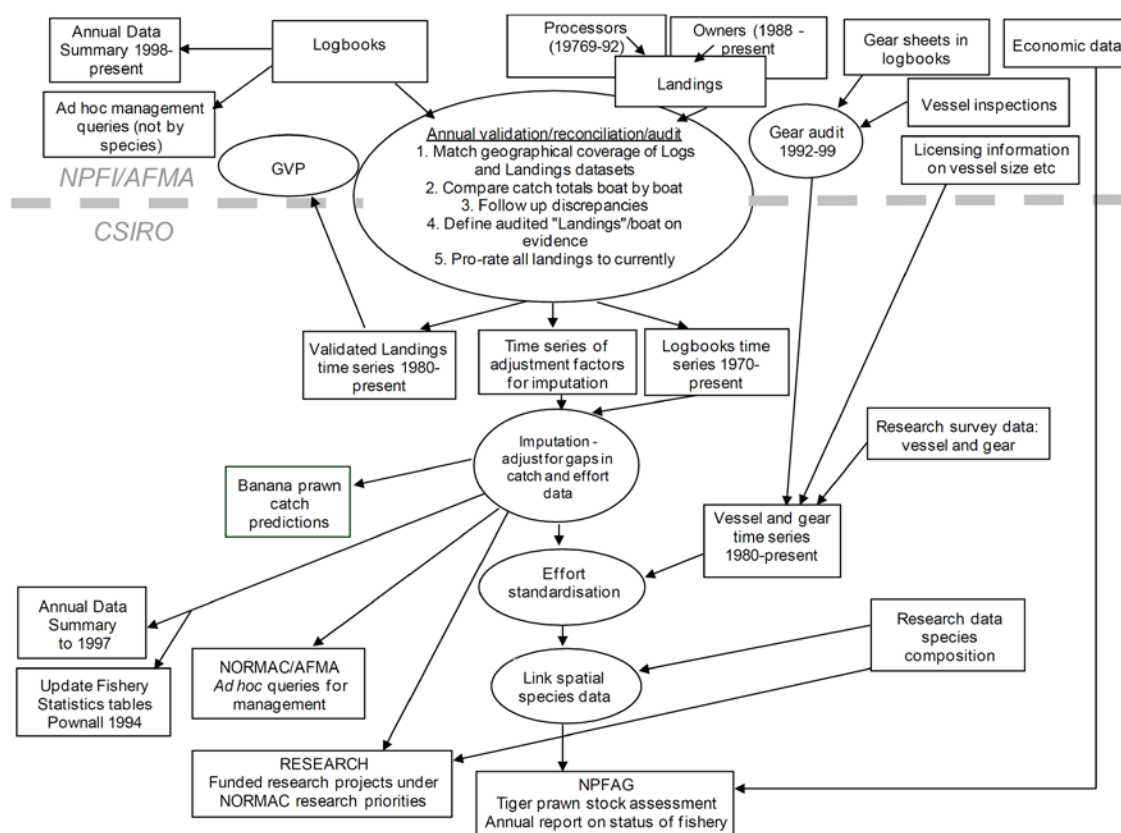 Annual Data
Summary 1998-
present
Logbooks
Processors
(19769-92)
Owners (1988 -
present
Landings
Gear sheets in
logbooks
Economic data
Ad hoc management
queries (not by
species)
Vessel inspections
Gear audit
1992-99
Licensing information
on vessel size etc
NPFI/AFMA
CSIRO
GVP
Annual validation/reconciliation/audit
1. Match geographical coverage of Logs
and Landings datasets
2. Compare catch totals boat by boat
3. Follow up discrepancies
4. Define audited "Landings"/boat on
evidence
5. Pro-rate all landings to currently
Validated Landings
time series 1980-
present
Time series of
adjustment factors
for imputation
Logbooks time
series 1970-
present
Research survey data:
vessel and gear
Imputation -
adjust for gaps
in catch and effort
data
Banana prawn
catch
predictions
Vessel and gear
time series
1980-present
Effort
standardisation
Annual Data
Summary
to 1997
Research data
species
composition
Update Fishery
Statistics tables
Pownall 1994
NORMAC/AFMA
Ad hoc queries for
management
Link spatial
species data
RESEARCH
Funded research projects under
NORMAC research priorities
NPFAG
Tiger prawn stock assessment
Annual report on status of fishery